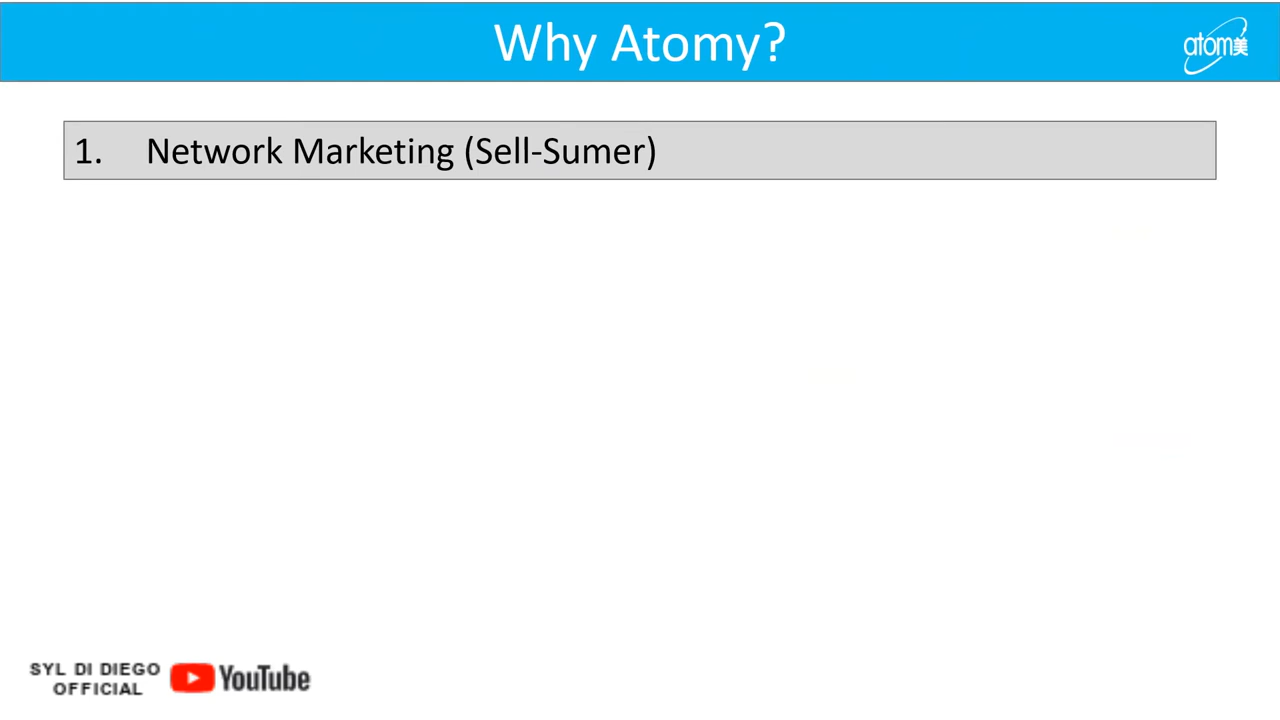 Why Atomy?
atom美
1. Network Marketing (Sell-Sumer)
SYL DI DIEGO
OFFICIAL
YouTube